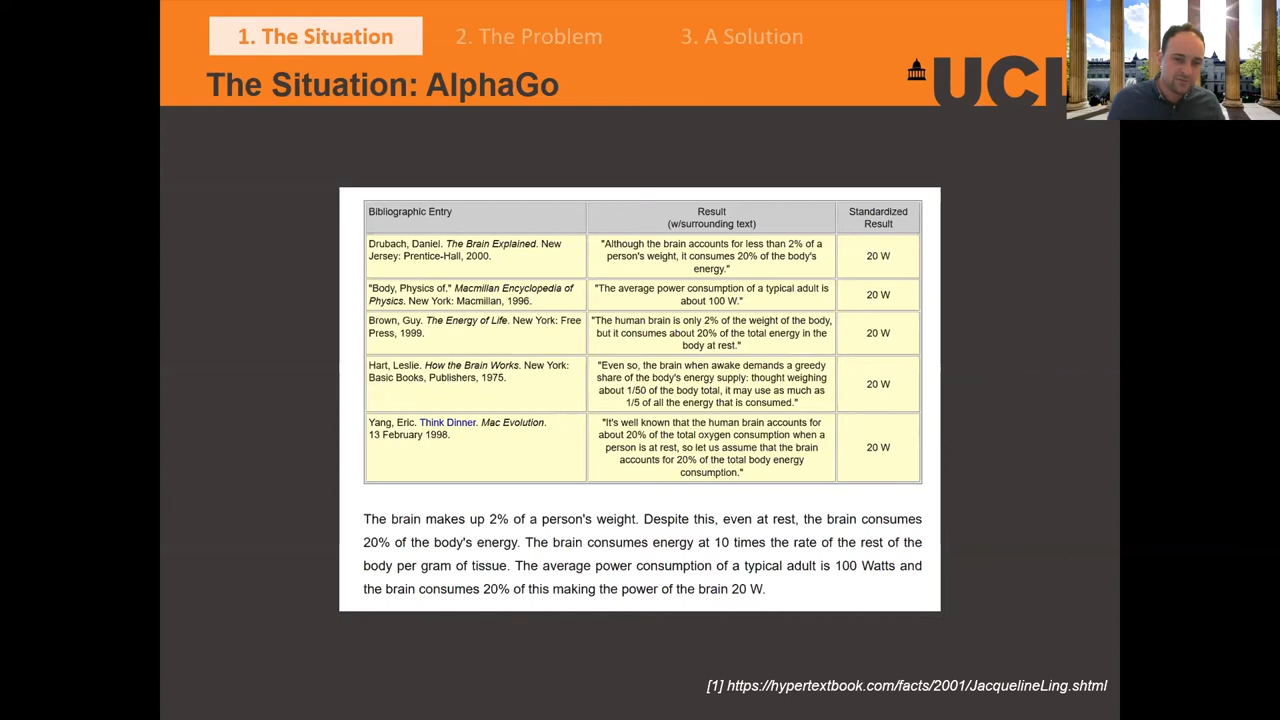 1. The Situation 2. The Problem 3. A Solution
The Situation: AlphaGo
UCL
Bibliographic Entry
Result
(w/surrounding text)
Standardized
Result
Drubach, Daniel. The Brain Explained. New
Jersey: Prentice-Hall, 2000.
"Although the brain accounts for less than 2% of a
person's weight, it consumes 20% of the body's
energy."
20 W
"Body, Physics of." Macmillan Encyclopedia of
Physics. New York: Macmillan, 1996.
"The average power consumption of a typical adult is
about 100 W."
20 W
Brown, Guy. The Energy of Life. New York: Free
Press, 1999.
"The human brain is only 2% of the weight of the body,
but it consumes about 20% of the total energy in the
body at rest."
20 W
Hart, Leslie. How the Brain Works. New York:
Basic Books, Publishers, 1975.
"Even so, the brain when awake demands a greedy
share of the body's energy supply: thought weighing
about 1/50 of the body total, it may use as much as
1/5 of all the energy that is consumed."
20 W
Yang, Eric. Think Dinner. Mac Evolution.
13 February 1998.
"It's well known that the human brain accounts for
about 20% of the total oxygen consumption when a
person is at rest, so let us assume that the brain
accounts for 20% of the total body energy
consumption."
20 W
The brain makes up 2% of a person's weight. Despite this, even at rest, the brain consumes
20% of the body's energy. The brain consumes energy at 10 times the rate of the rest of the
body per gram of tissue. The average power consumption of a typical adult is 100 Watts and
the brain consumes 20% of this making the power of the brain 20 W.
[1] https://hypertextbook.com/facts/2001/JacquelineLing.shtml